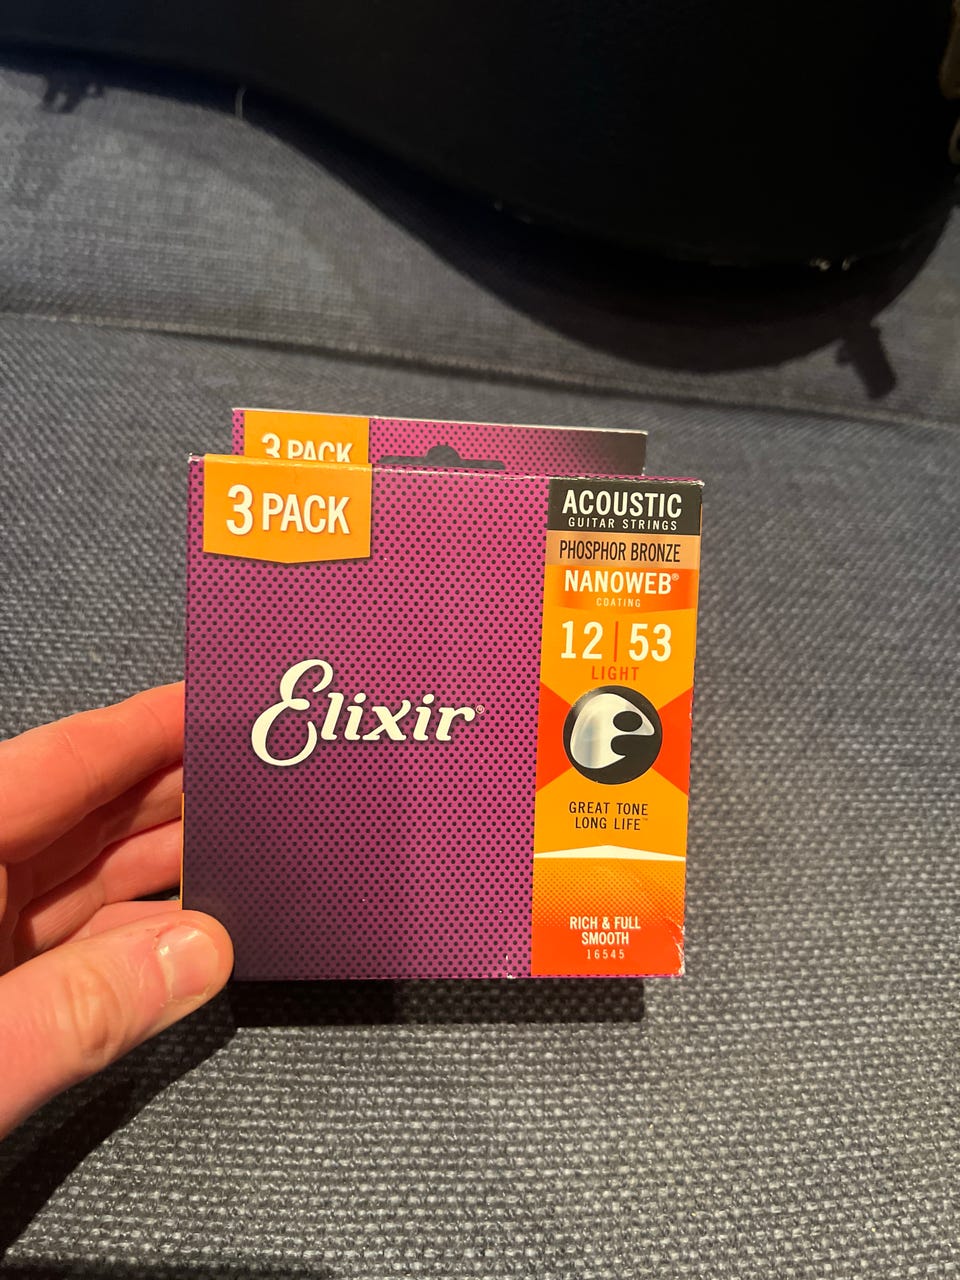 3 PACK
3 PACK
Elixir®
ACOUSTIC
GUITAR STRINGS
PHOSPHOR BRONZE
NANOWEB®
COATING
12 | 53
LIGHT
GREAT TONE
LONG LIFE™
RICH & FULL
SMOOTH
16545